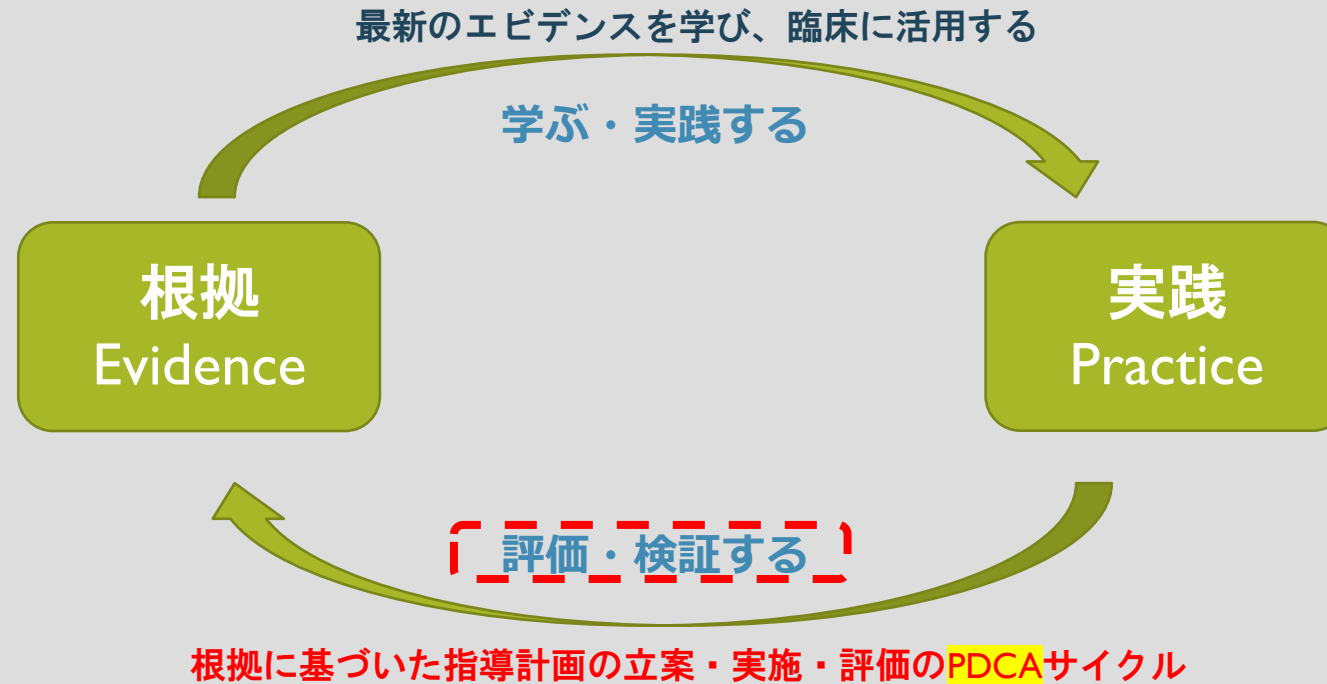 最新のエビデンスを学び、臨床に活用する
学ぶ・実践する
根拠
Evidence
実践
Practice
評価・検証する
根拠に基づいた指導計画の立案・実施・評価のPDCAサイクル